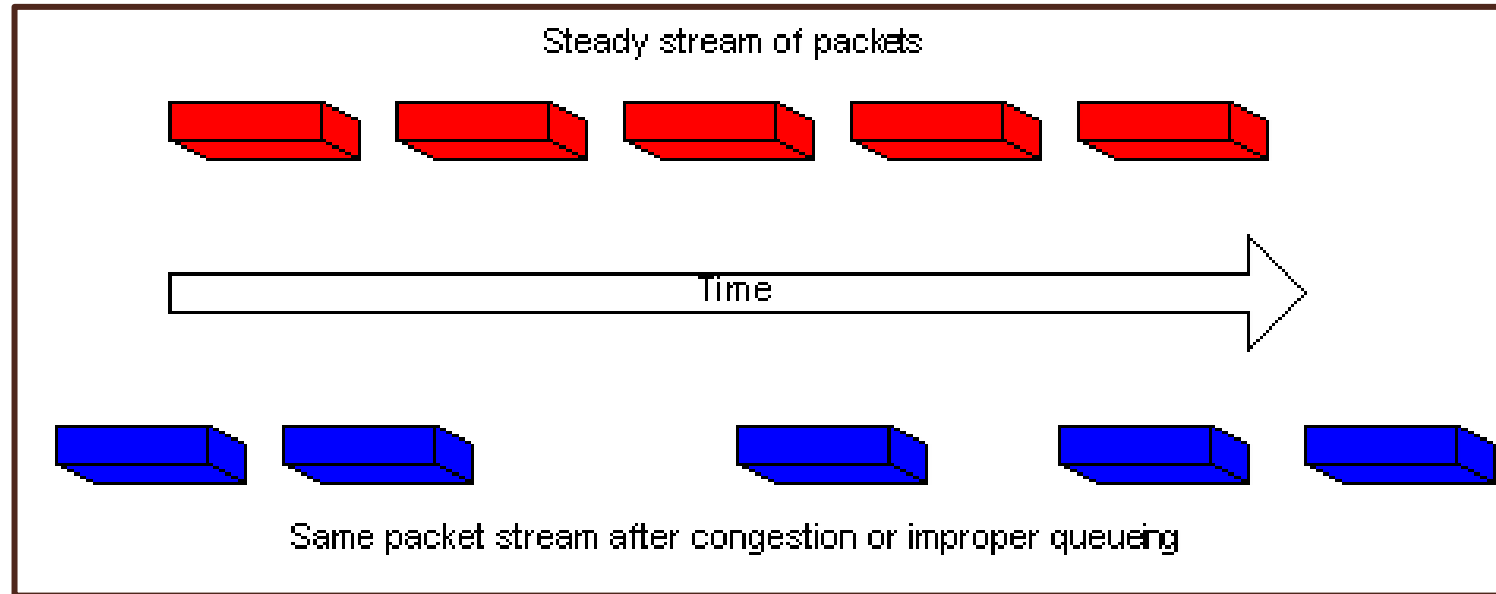 Steady stream of packets
Time
Same packet stream after congestion or improper queueing